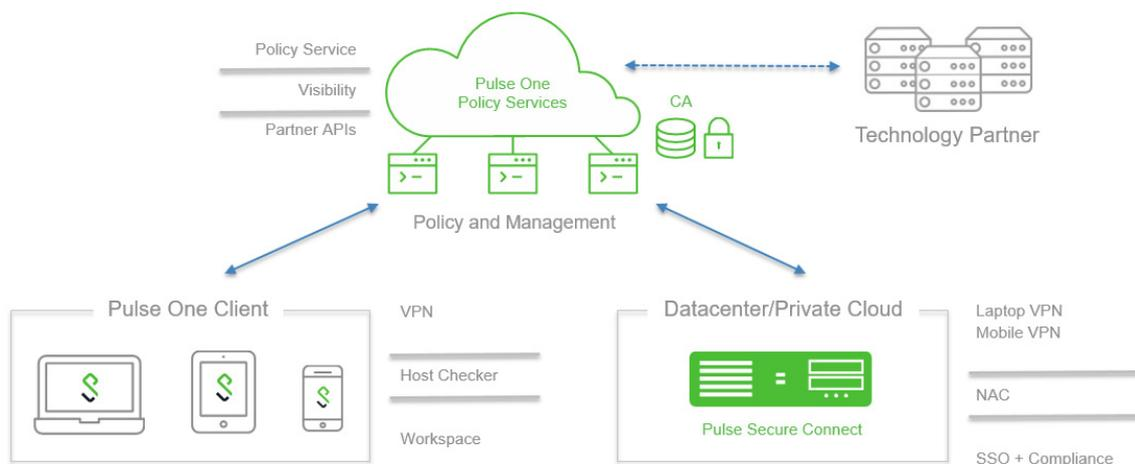 Policy Service
Visibility
Partner APIs
Pulse One
Policy Services
CA
Technology Partner
Policy and Management
Pulse One Client
VPN
Host Checker
Workspace
Datacenter/Private Cloud
Pulse Secure Connect
Laptop VPN
Mobile VPN
NAC
SSO + Compliance